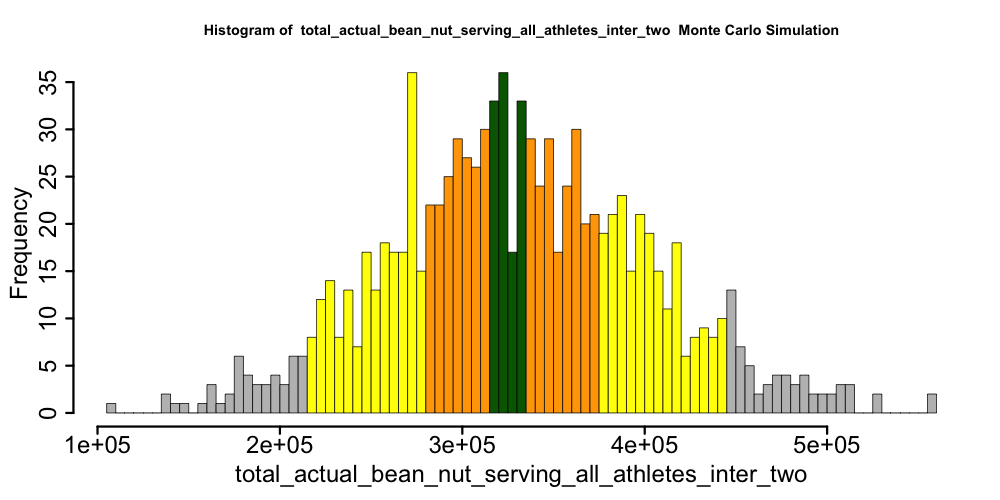 Histogram of  total_actual_bean_nut_serving_all_athletes_inter_two  Monte Carlo Simulation
Frequency
35
30
25
20
15
10
5
0
1e+05 2e+05 3e+05 4e+05 5e+05
total_actual_bean_nut_serving_all_athletes_inter_two